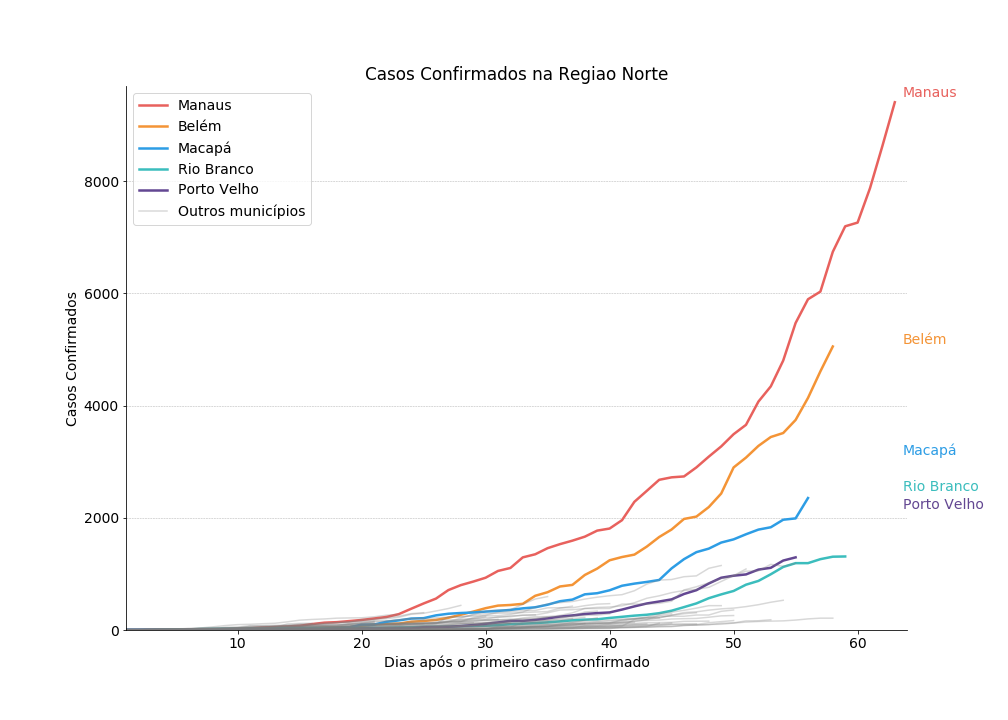 Casos Confirmados na Regiao Norte
Manaus
Belém
Macapá
Rio Branco
Porto Velho
Outros municípios
Manaus
Belém
Macapá
Rio Branco
Porto Velho
Casos Confirmados
8000
6000
4000
2000
0
10 20 30 40 50 60
Dias após o primeiro caso confirmado